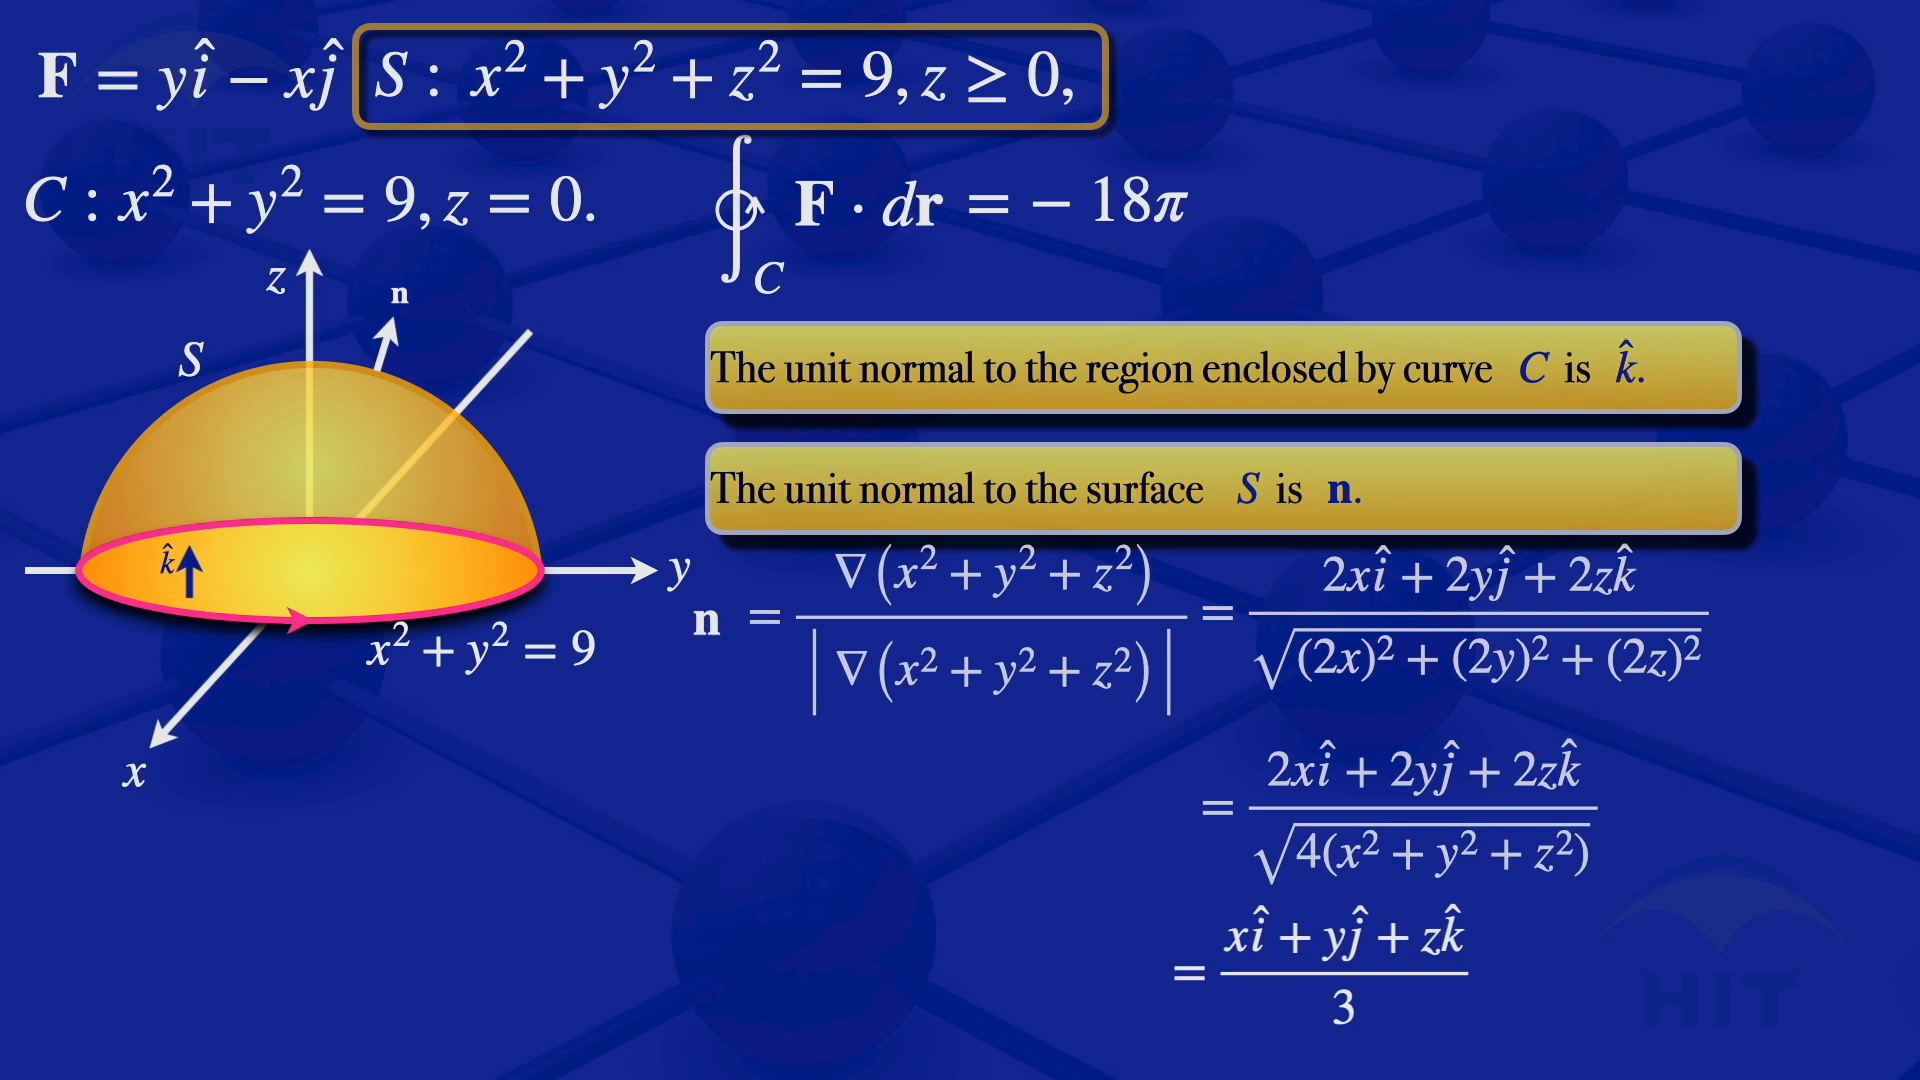 F = yî − xĵ S : x² + y² + z² = 9, z ≥ 0,
C : x² + y² = 9, z = 0. ∮_C F · dr = − 18π
z
n
S
k̂
y
x² + y² = 9
x
The unit normal to the region enclosed by curve C is k̂.
The unit normal to the surface S is n.
n = ∇(x² + y² + z²) / |∇(x² + y² + z²)| = (2xî + 2yĵ + 2zk̂) / √((2x)² + (2y)² + (2z)²)
= (2xî + 2yĵ + 2zk̂) / √(4(x² + y² + z²))
= (xî + yĵ + zk̂) / 3
HIT